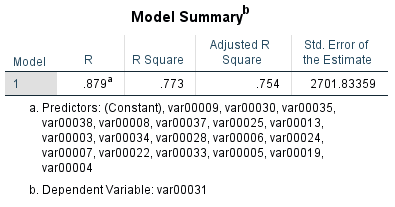 Model Summaryb
Model R R Square Adjusted R Square Std. Error of the Estimate
1 .879a .773 .754 2701.83359
a. Predictors: (Constant), var00009, var00030, var00035,
var00038, var00008, var00037, var00025, var00013,
var00003, var00034, var00028, var00006, var00024,
var00007, var00022, var00033, var00005, var00019,
var00004
b. Dependent Variable: var00031